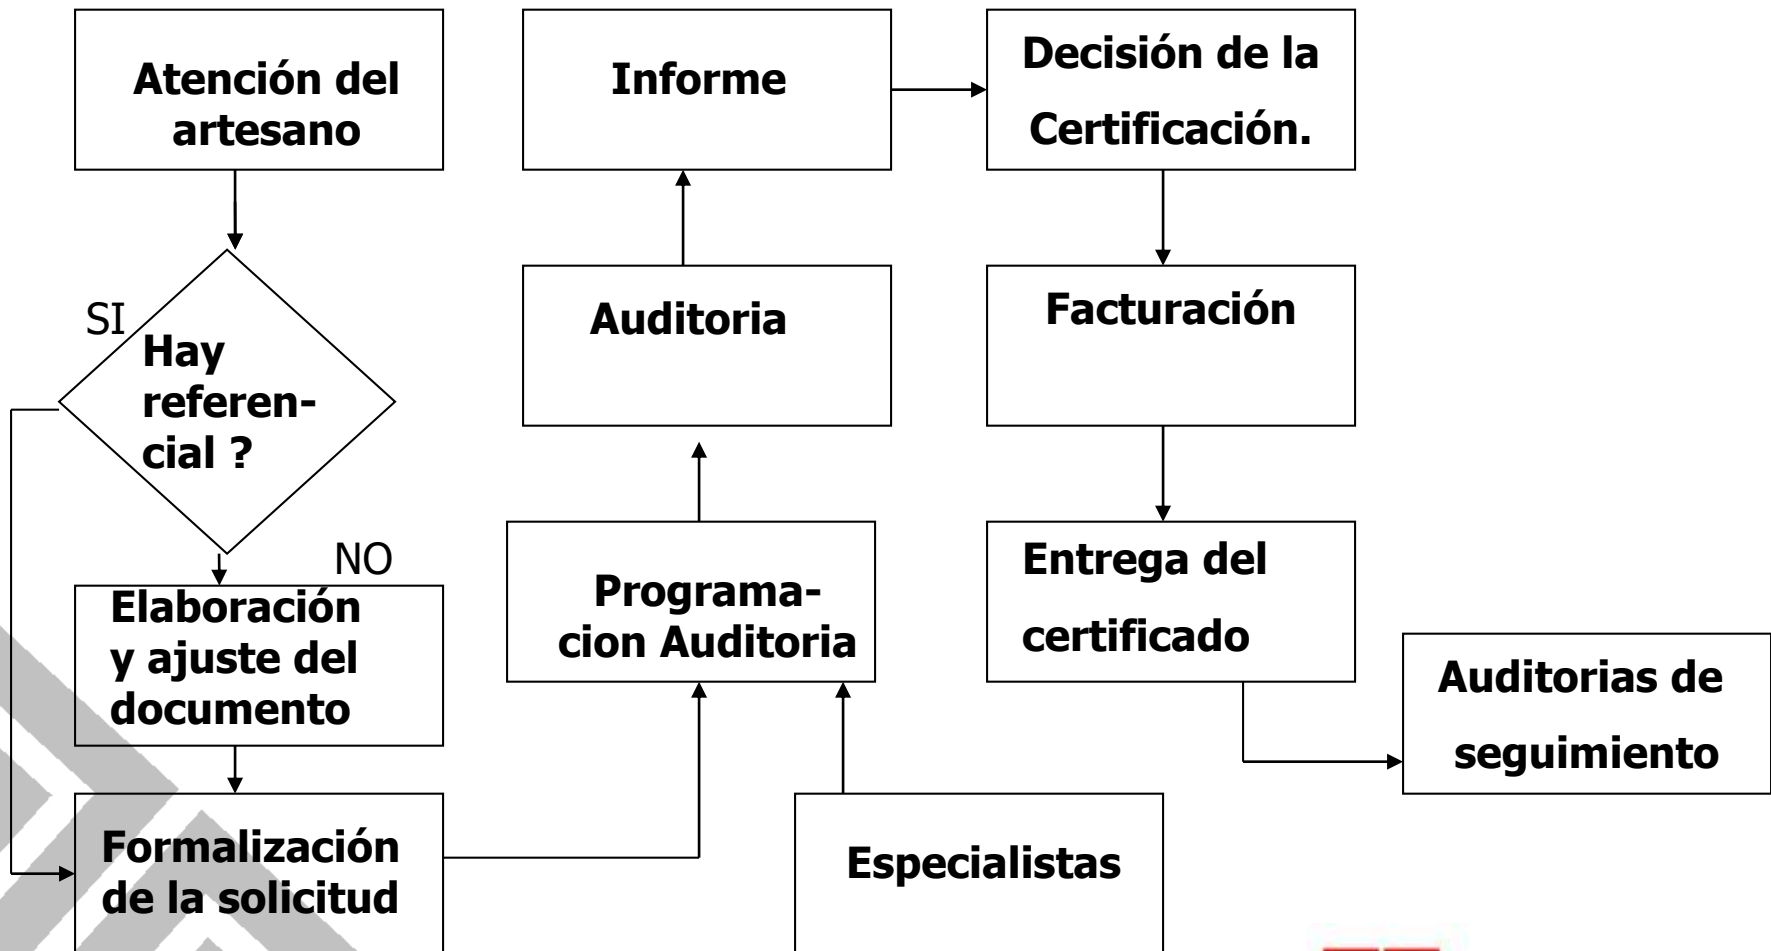 Atención del
artesano
SI
Hay
referen-
cial ?
NO
Elaboración
y ajuste del
documento
Formalización
de la solicitud
Informe
Auditoria
Programa-
cion Auditoria
Especialistas
Decisión de la
Certificación.
Facturación
Entrega del
certificado
Auditorias de
seguimiento